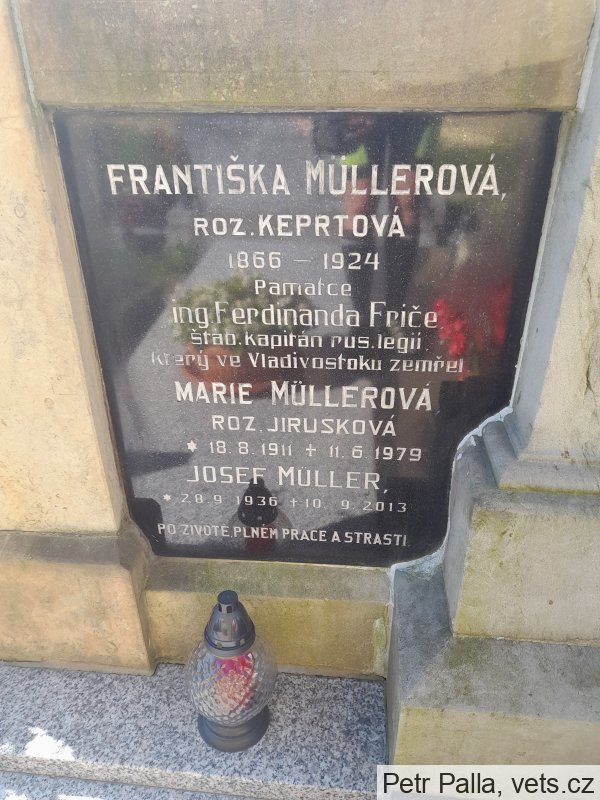 FRANTIŠKA MÜLLEROVÁ,
ROZ. KEPRTOVÁ
1866 – 1924
Památce
ing. Ferdinanda Friče
štáb. kapitán rus. legií
který ve Vladivostoku zemřel.
MARIE MÜLLEROVÁ
ROZ. JIRUSKOVÁ
* 18. 8. 1911 + 11. 6. 1979
JOSEF MÜLLER,
* 28. 9. 1936 + 10. 9. 2013
PO ŽIVOTĚ PLNÉM PRÁCE A STRASTÍ.
Petr Palla, vets.cz